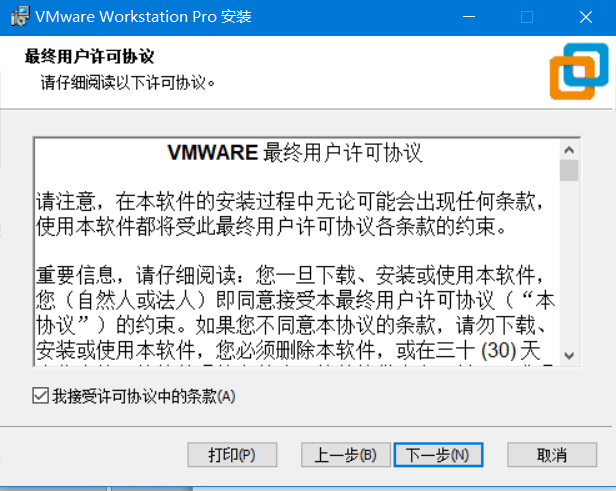 VMware Workstation Pro 安装
最终用户许可协议
请仔细阅读以下许可协议。
VMWARE 最终用户许可协议
请注意，在本软件的安装过程中无论可能会出现任何条款，
使用本软件都将受此最终用户许可协议各条款的约束。
重要信息，请仔细阅读：您一旦下载、安装或使用本软件，
您（自然人或法人）即同意接受本最终用户许可协议（“本
协议”）的约束。如果您不同意本协议的条款，请勿下载、
安装或使用本软件，您必须删除本软件，或在三十 (30) 天
我接受许可协议中的条款(A)
打印(P)
上一步(B)
下一步(N)
取消